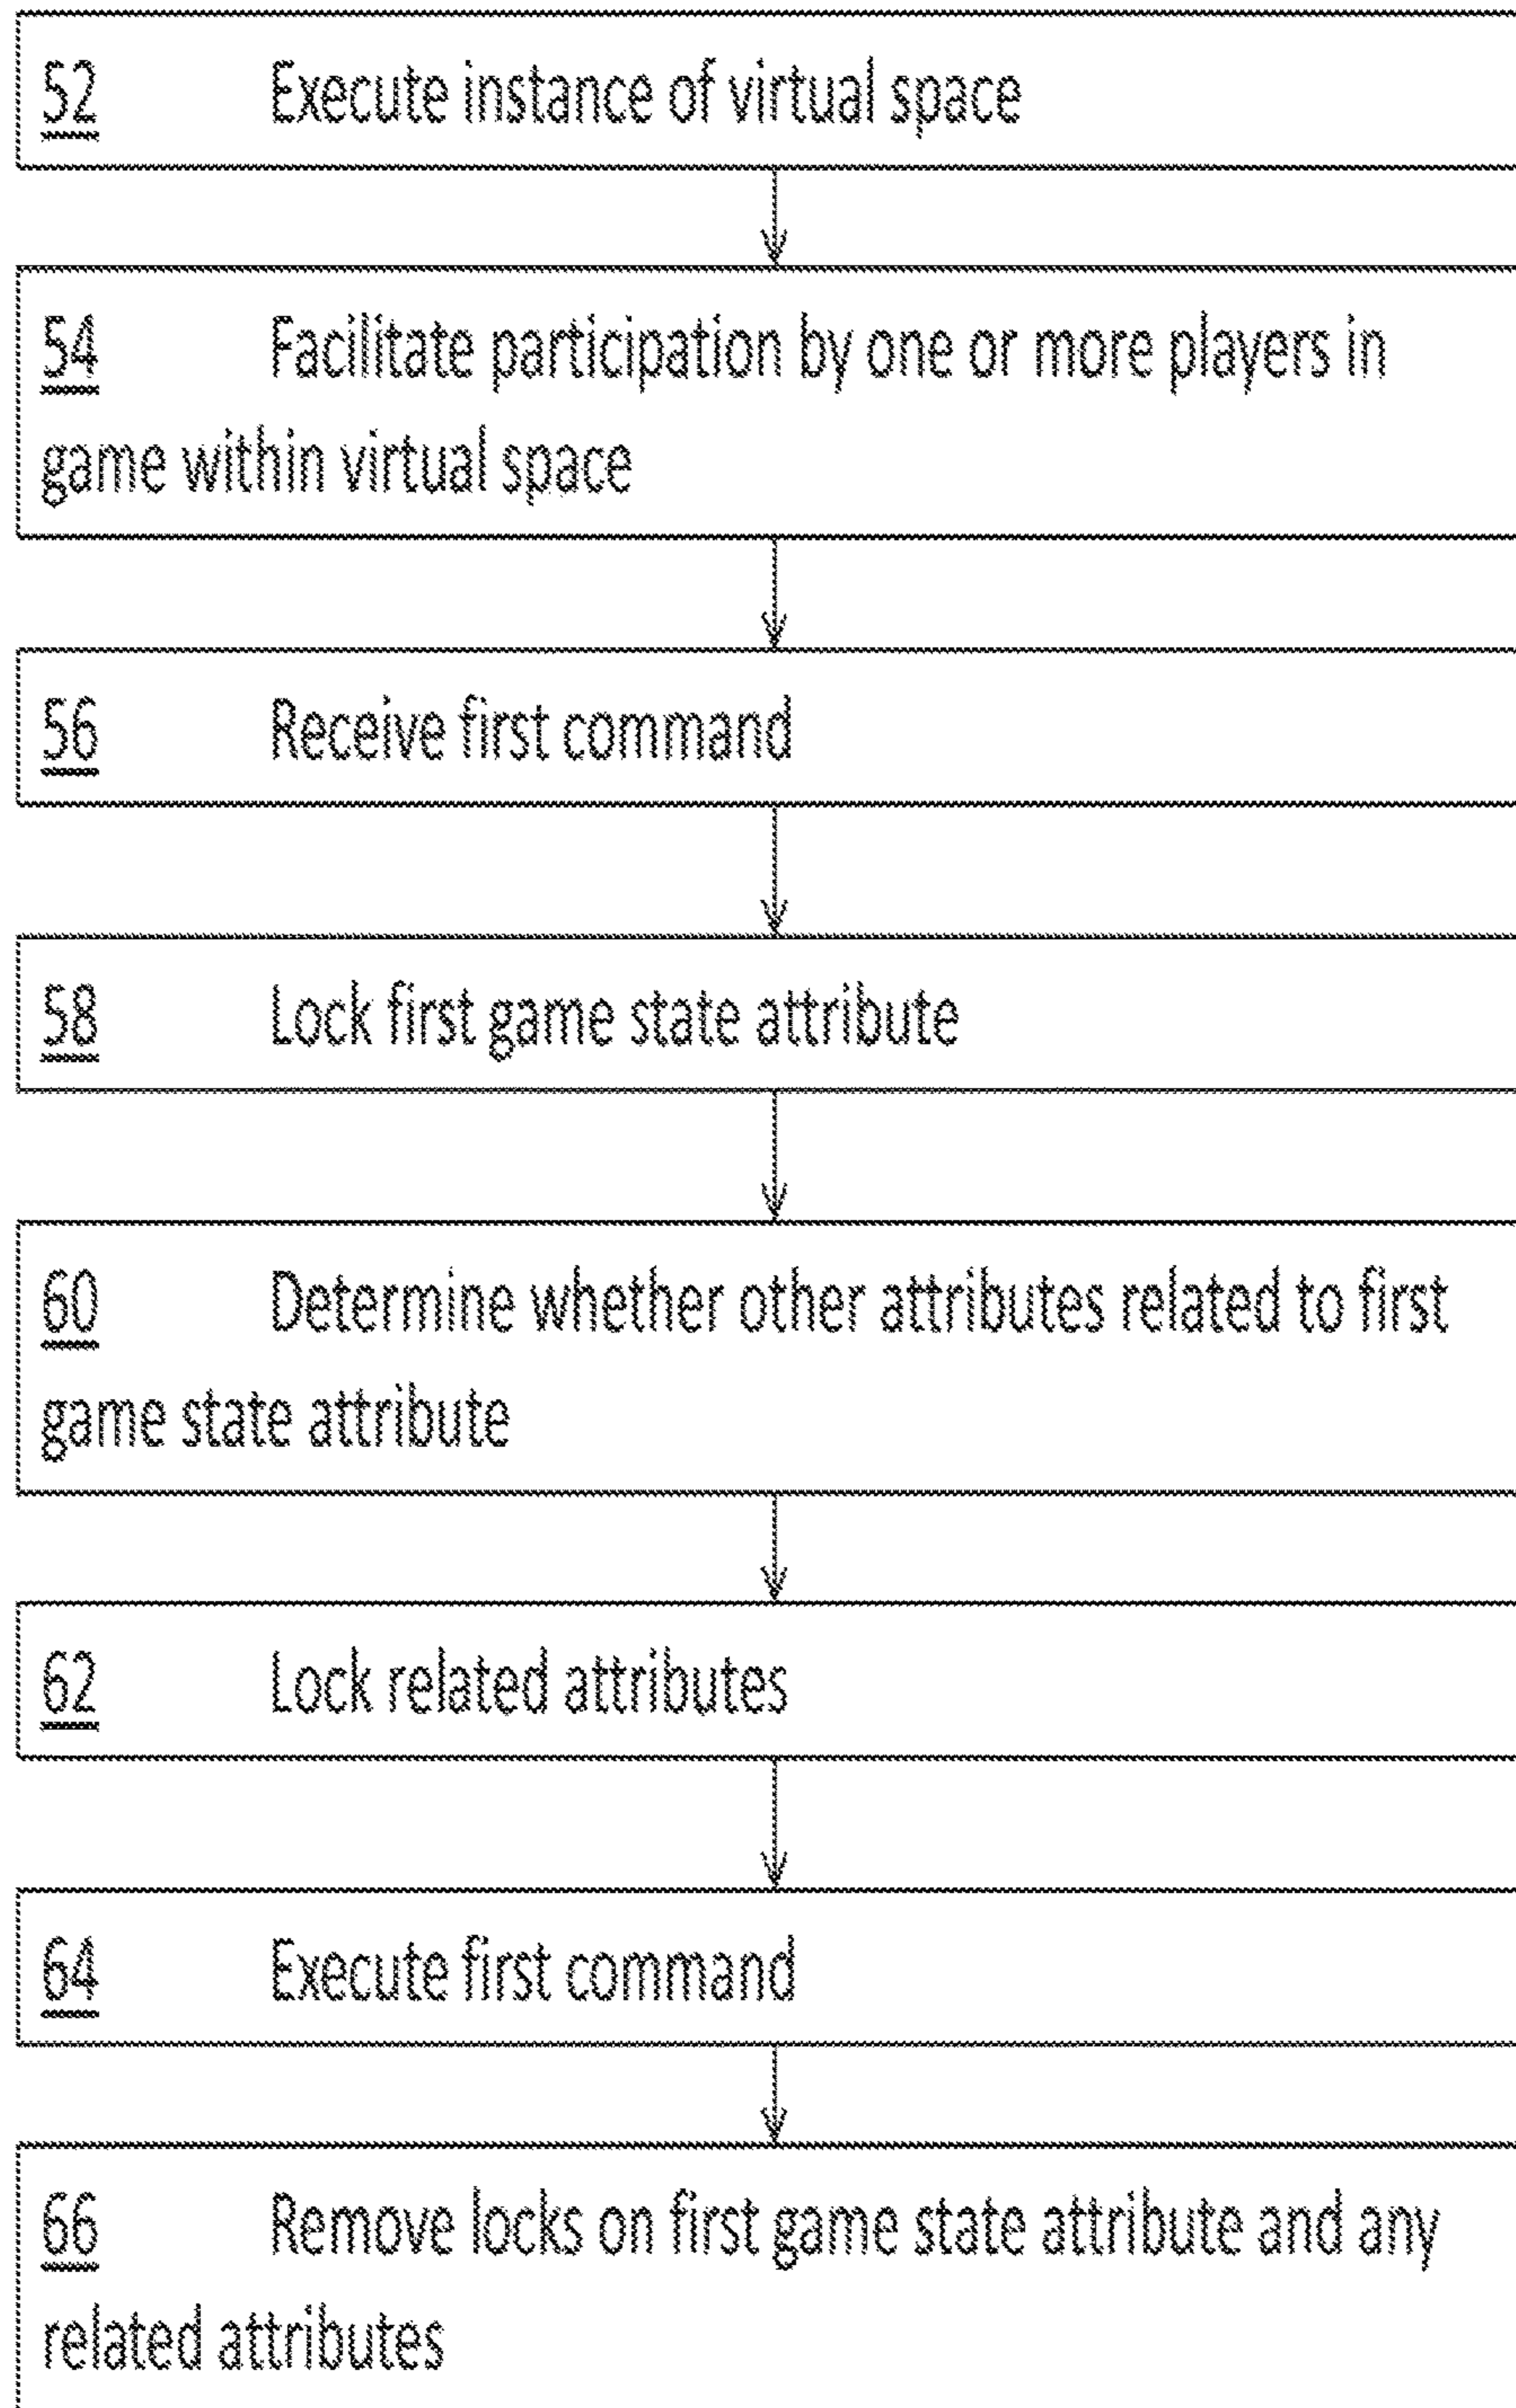 52 Execute instance of virtual space
54 Facilitate participation by one or more players in
game within virtual space
56 Receive first command
58 Lock first game state attribute
60 Determine whether other attributes related to first
game state attribute
62 Lock related attributes
64 Execute first command
66 Remove locks on first game state attribute and any
related attributes